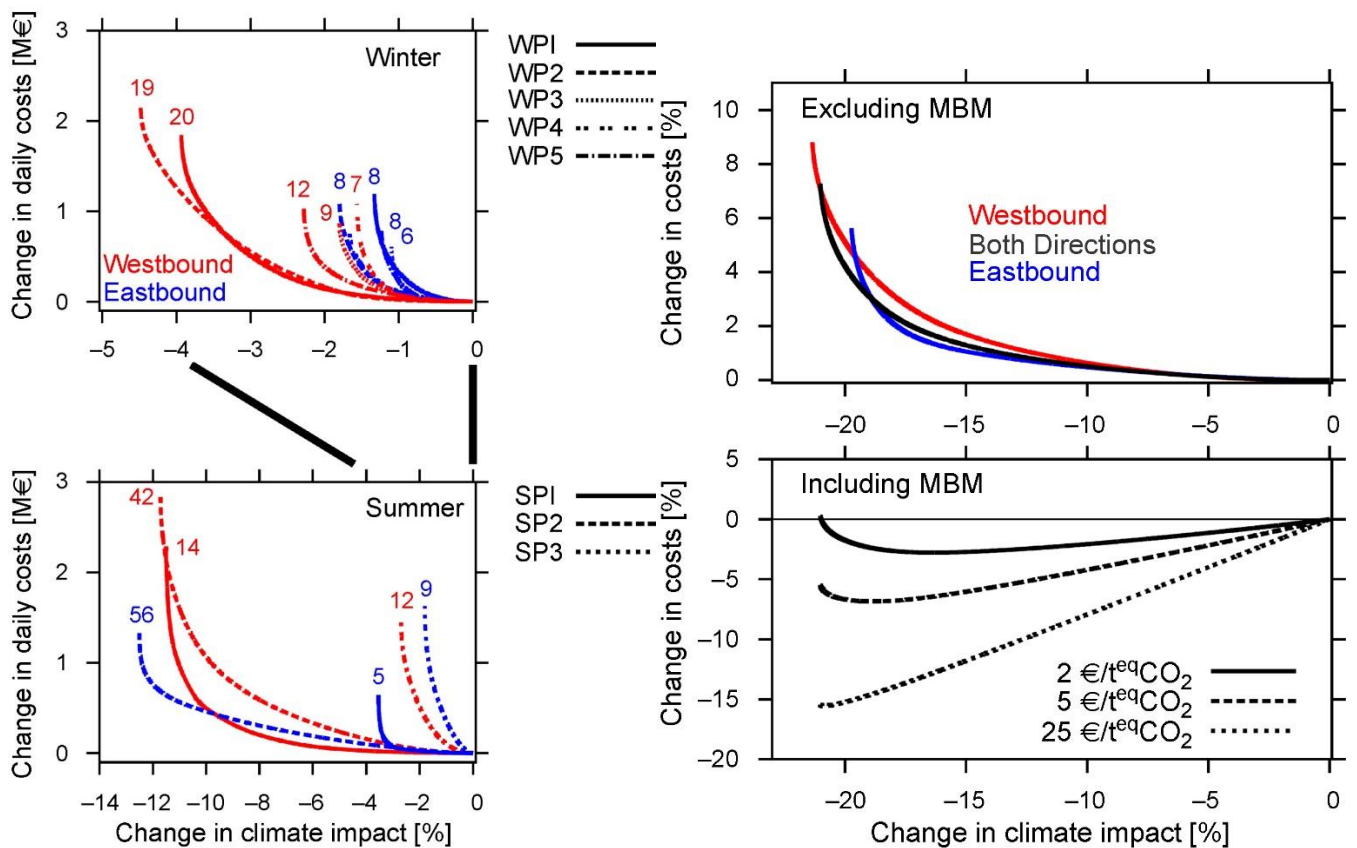 Change in daily costs [M€]
3
2
1
0
Winter
19
20
12
9
8
7
8
8
6
Westbound
Eastbound
–5
–4
–3
–2
–1
0
WPI
WP2
WP3
WP4
WP5
Change in daily costs [M€]
3
2
1
0
Summer
42
14
56
5
12
9
–14
–12
–10
–8
–6
–4
–2
0
Change in climate impact [%]
SPI
SP2
SP3
Change in costs [%]
10
8
6
4
2
0
Excluding MBM
Westbound
Both Directions
Eastbound
–20
–15
–10
–5
0
Change in costs [%]
5
0
–5
–10
–15
–20
Including MBM
2 €/t^eqCO₂
5 €/t^eqCO₂
25 €/t^eqCO₂
–20
–15
–10
–5
0
Change in climate impact [%]